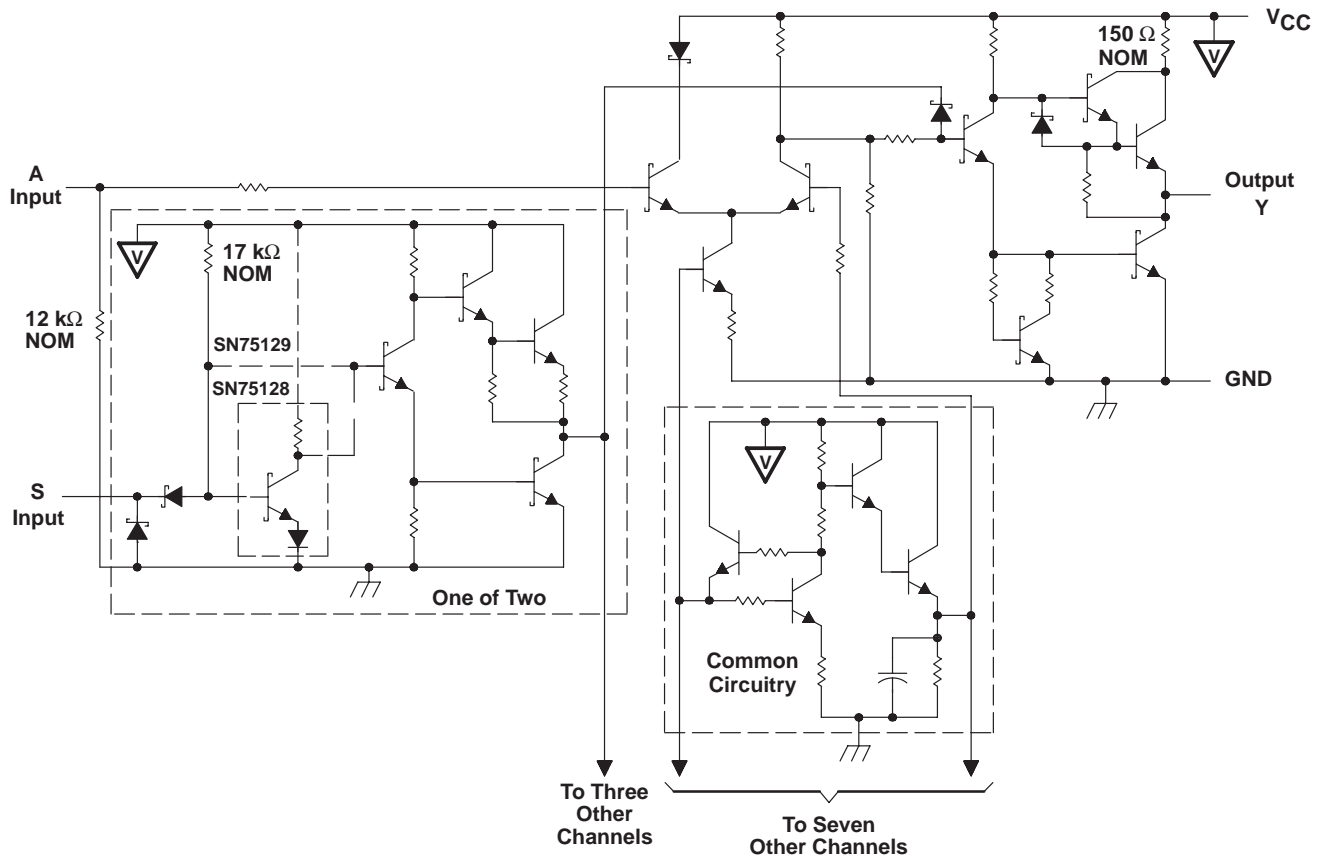 VCC
150 Ω
NOM
V
A
Input
Output
Y
V
17 kΩ
NOM
12 kΩ
NOM
SN75129
SN75128
GND
V
S
Input
One of Two
Common
Circuitry
To Three
Other
Channels
To Seven
Other Channels